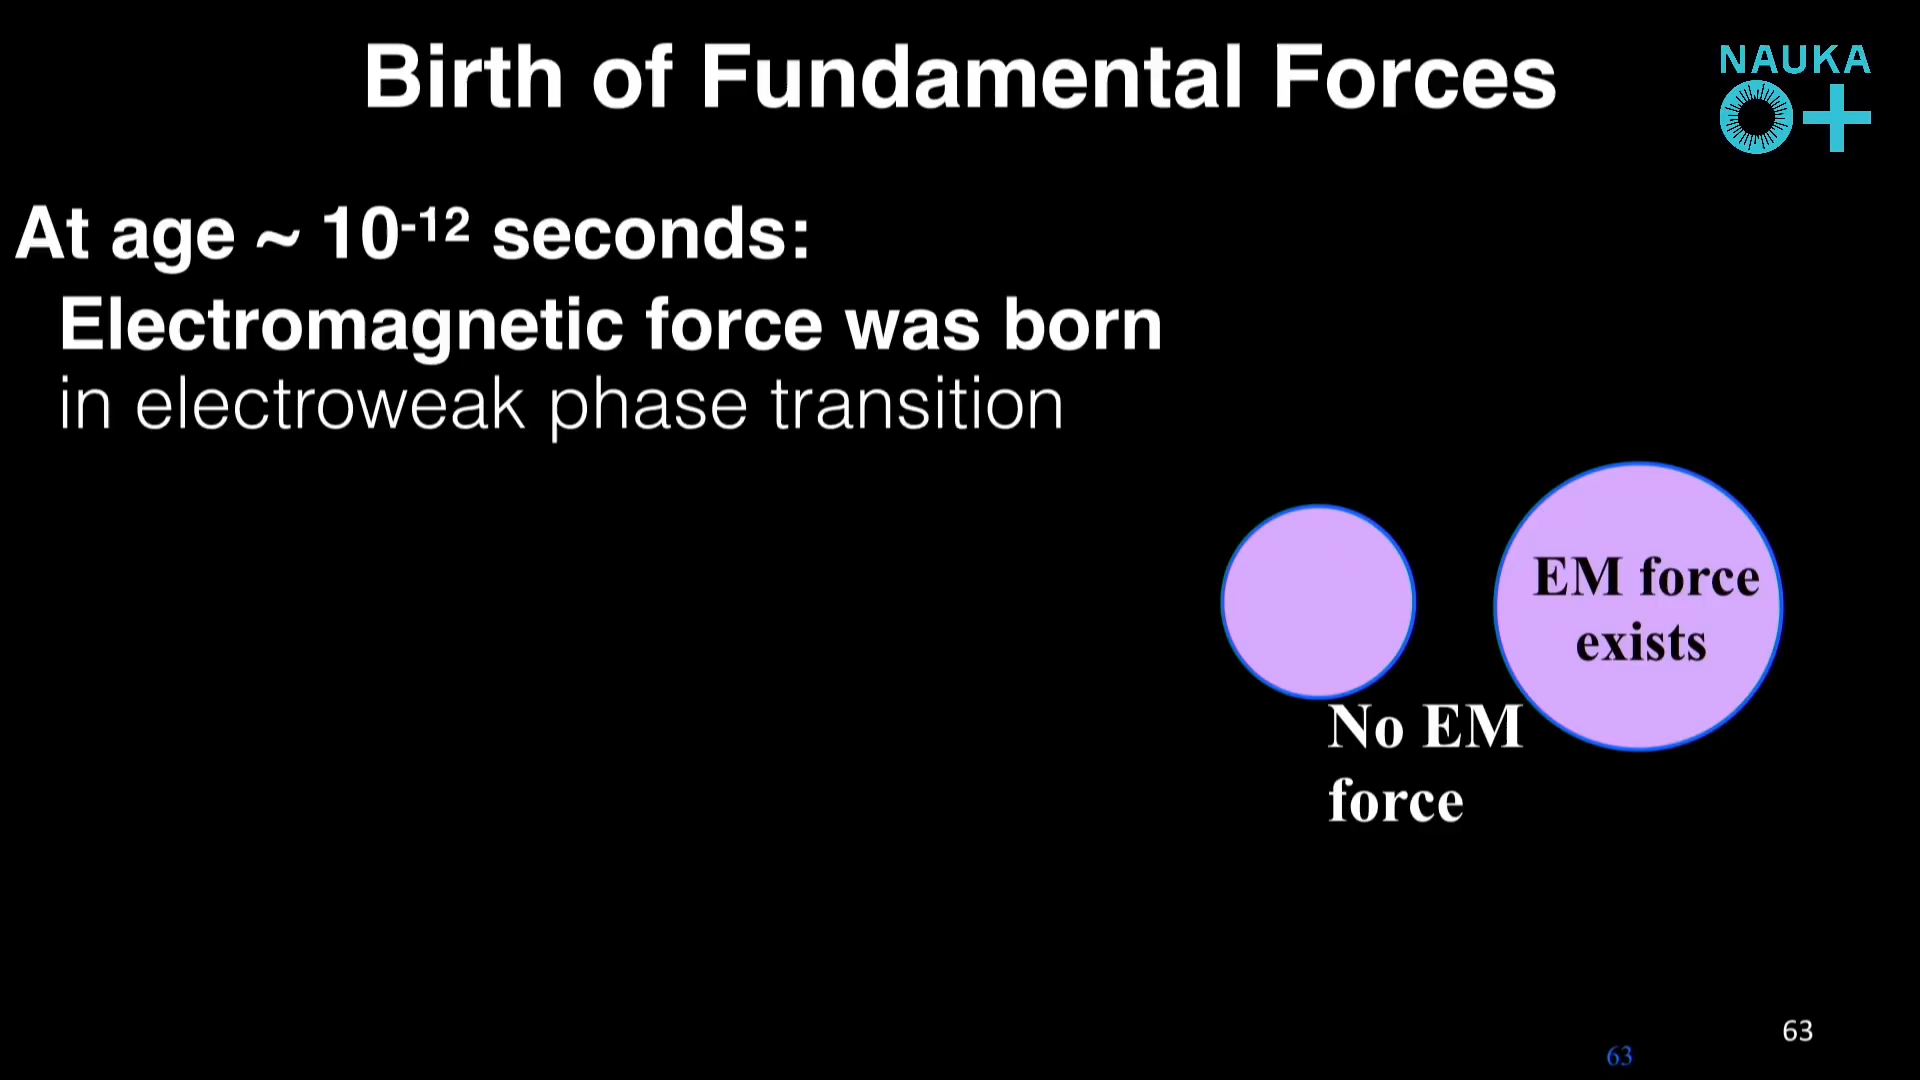 Birth of Fundamental Forces
NAUKA
O+
At age ~ 10⁻¹² seconds:
Electromagnetic force was born
in electroweak phase transition
EM force
exists
No EM
force
63
63